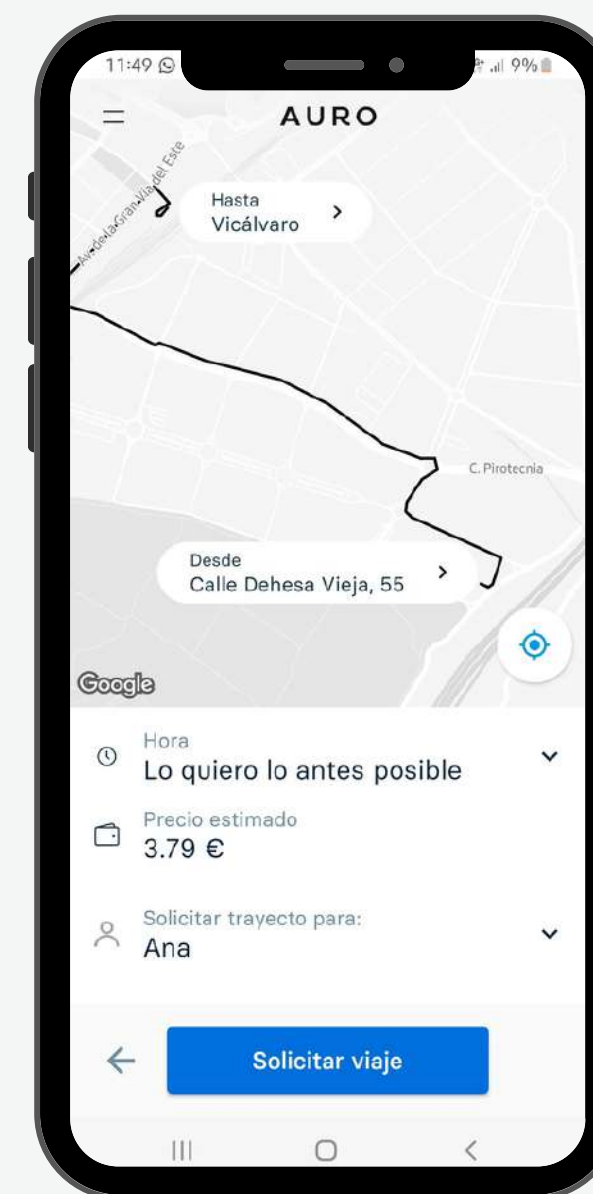 11:49
9%
AURO
Av. de la Gran Vía del Este
Hasta
Vicálvaro
C. Pirotecnia
Desde
Calle Dehesa Vieja, 55
Google
Hora
Lo quiero lo antes posible
Precio estimado
3.79 €
Solicitar trayecto para:
Ana
Solicitar viaje